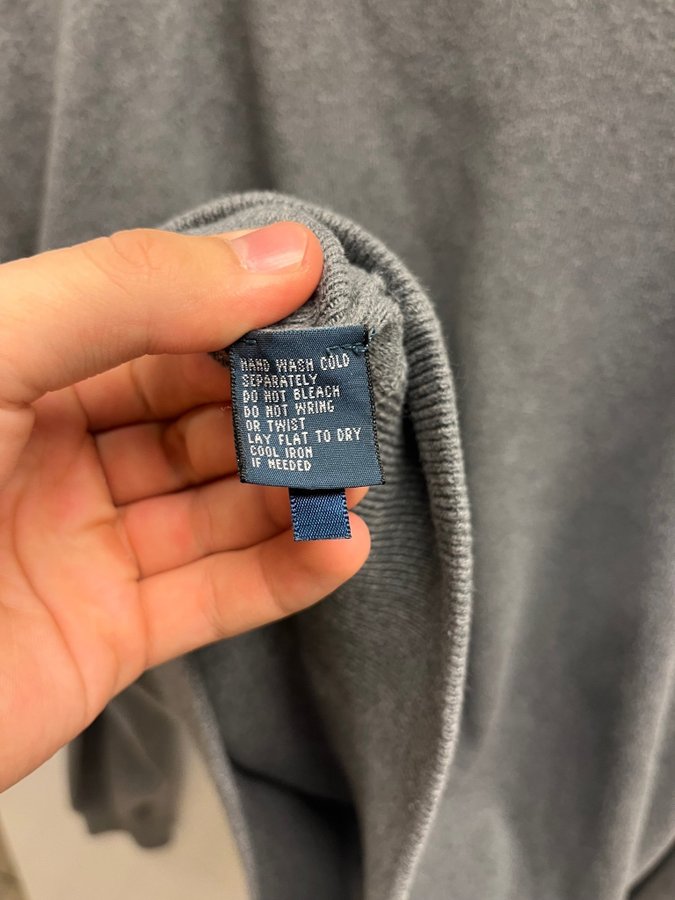 HAND WASH COLD
SEPARATELY
DO NOT BLEACH
DO NOT WRING
OR TWIST
LAY FLAT TO DRY
COOL IRON
IF NEEDED